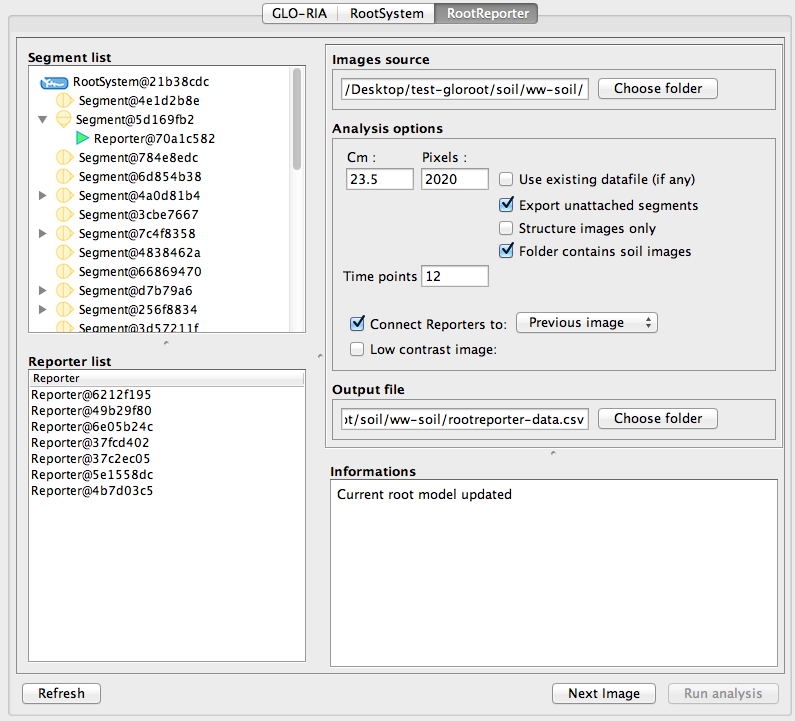 GLO-RIA RootSystem RootReporter
Segment list
RootSystem@21b38cdc
Segment@4e1d2b8e
Segment@5d169fb2
Reporter@70a1c582
Segment@784e8edc
Segment@6d854b38
Segment@4a0d81b4
Segment@3cbe7667
Segment@7c4f8358
Segment@4838462a
Segment@66869470
Segment@d7b79a6
Segment@256f8834
Segment@3d57211f
Reporter list
Reporter
Reporter@6212f195
Reporter@49b29f80
Reporter@6e05b24c
Reporter@37fcd402
Reporter@37c2ec05
Reporter@5e1558dc
Reporter@4b7d03c5
Images source
/Desktop/test-gloroot/soil/ww-soil/ Choose folder
Analysis options
Cm : Pixels :
23.5 2020 Use existing datafile (if any)
Export unattached segments
Structure images only
Folder contains soil images
Time points 12
Connect Reporters to: Previous image
Low contrast image:
Output file
ot/soil/ww-soil/rootreporter-data.csv Choose folder
Informations
Current root model updated
Refresh Next Image Run analysis